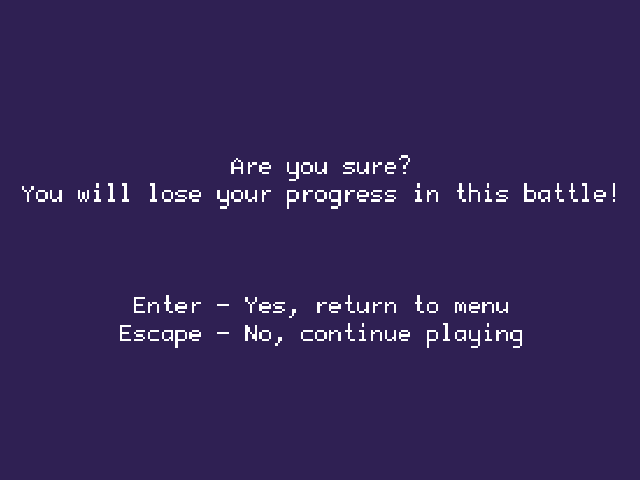 Are you sure?
You will lose your progress in this battle!
Enter - Yes, return to menu
Escape - No, continue playing